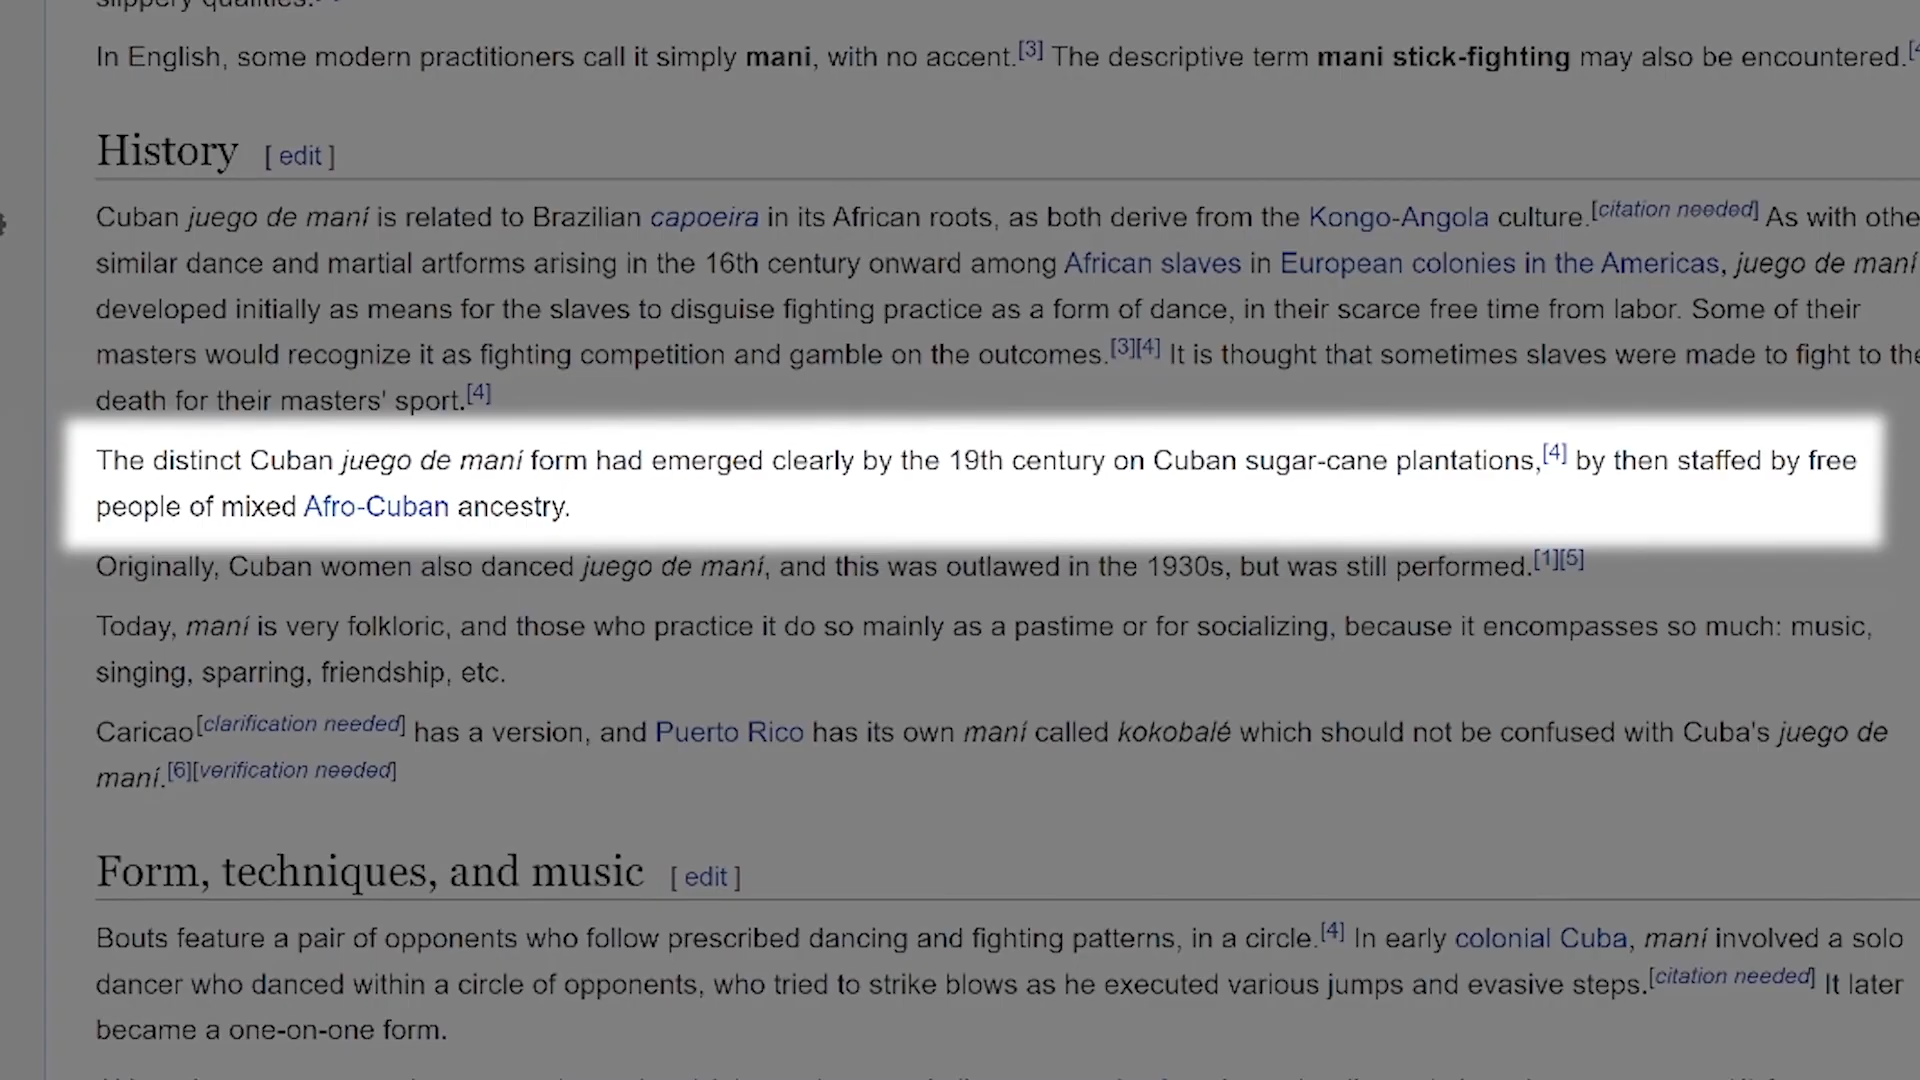 In English, some modern practitioners call it simply mani, with no accent.[3] The descriptive term mani stick-fighting may also be encountered.
History [ edit ]
Cuban juego de maní is related to Brazilian capoeira in its African roots, as both derive from the Kongo-Angola culture.[citation needed] As with othe
similar dance and martial artforms arising in the 16th century onward among African slaves in European colonies in the Americas, juego de maní
developed initially as means for the slaves to disguise fighting practice as a form of dance, in their scarce free time from labor. Some of their
masters would recognize it as fighting competition and gamble on the outcomes.[3][4] It is thought that sometimes slaves were made to fight to the
death for their masters' sport.[4]
The distinct Cuban juego de maní form had emerged clearly by the 19th century on Cuban sugar-cane plantations,[4] by then staffed by free
people of mixed Afro-Cuban ancestry.
Originally, Cuban women also danced juego de maní, and this was outlawed in the 1930s, but was still performed.[1][5]
Today, maní is very folkloric, and those who practice it do so mainly as a pastime or for socializing, because it encompasses so much: music,
singing, sparring, friendship, etc.
Caricao[clarification needed] has a version, and Puerto Rico has its own maní called kokobalé which should not be confused with Cuba's juego de
maní.[6][verification needed]
Form, techniques, and music [ edit ]
Bouts feature a pair of opponents who follow prescribed dancing and fighting patterns, in a circle.[4] In early colonial Cuba, maní involved a solo
dancer who danced within a circle of opponents, who tried to strike blows as he executed various jumps and evasive steps.[citation needed] It later
became a one-on-one form.